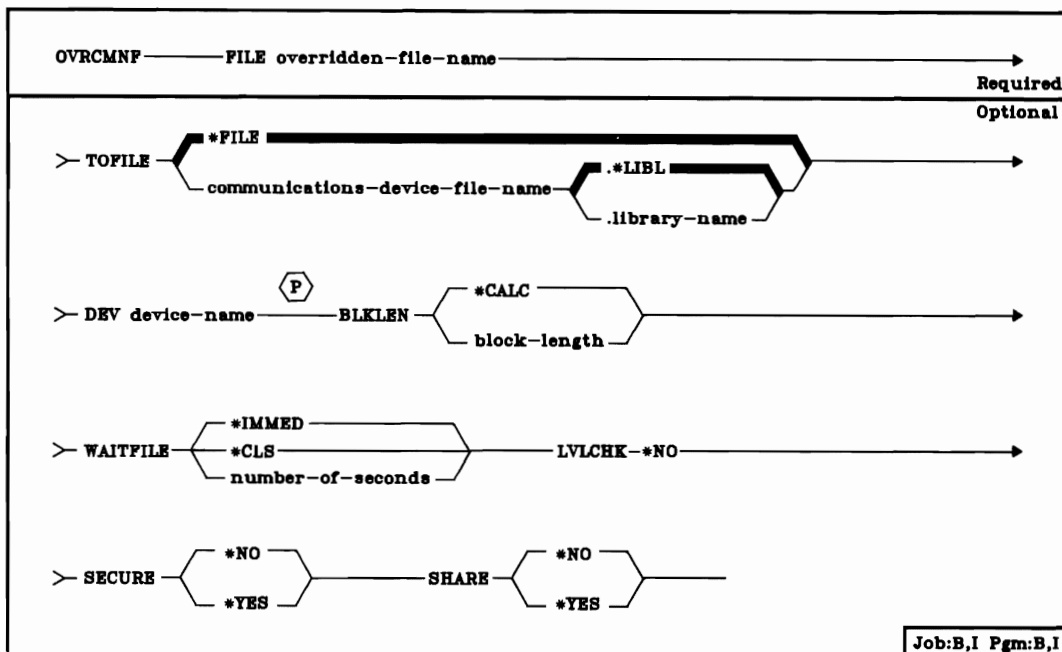 OVRCMNF FILE overridden-file-name
Required
Optional
*FILE
> TOFILE
.*LIBL
communications-device-file-name
.library-name
P
*CALC
> DEV device-name BLKLEN
block-length
*IMMED
> WAITFILE *CLS LVLCHK-*NO
number-of-seconds
*NO *NO
> SECURE SHARE
*YES *YES
Job:B,I Pgm:B,I